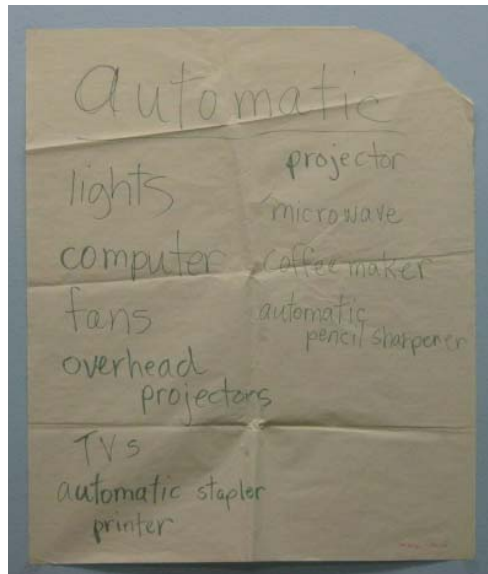 automatic
lights
computer
fans
overhead
projectors
TVs
automatic stapler
printer
projector
microwave
coffee maker
automatic
pencil sharpener